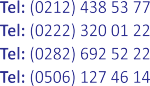 Tel: (0212) 438 53 77
Tel: (0222) 320 01 22
Tel: (0282) 692 52 22
Tel: (0506) 127 46 14